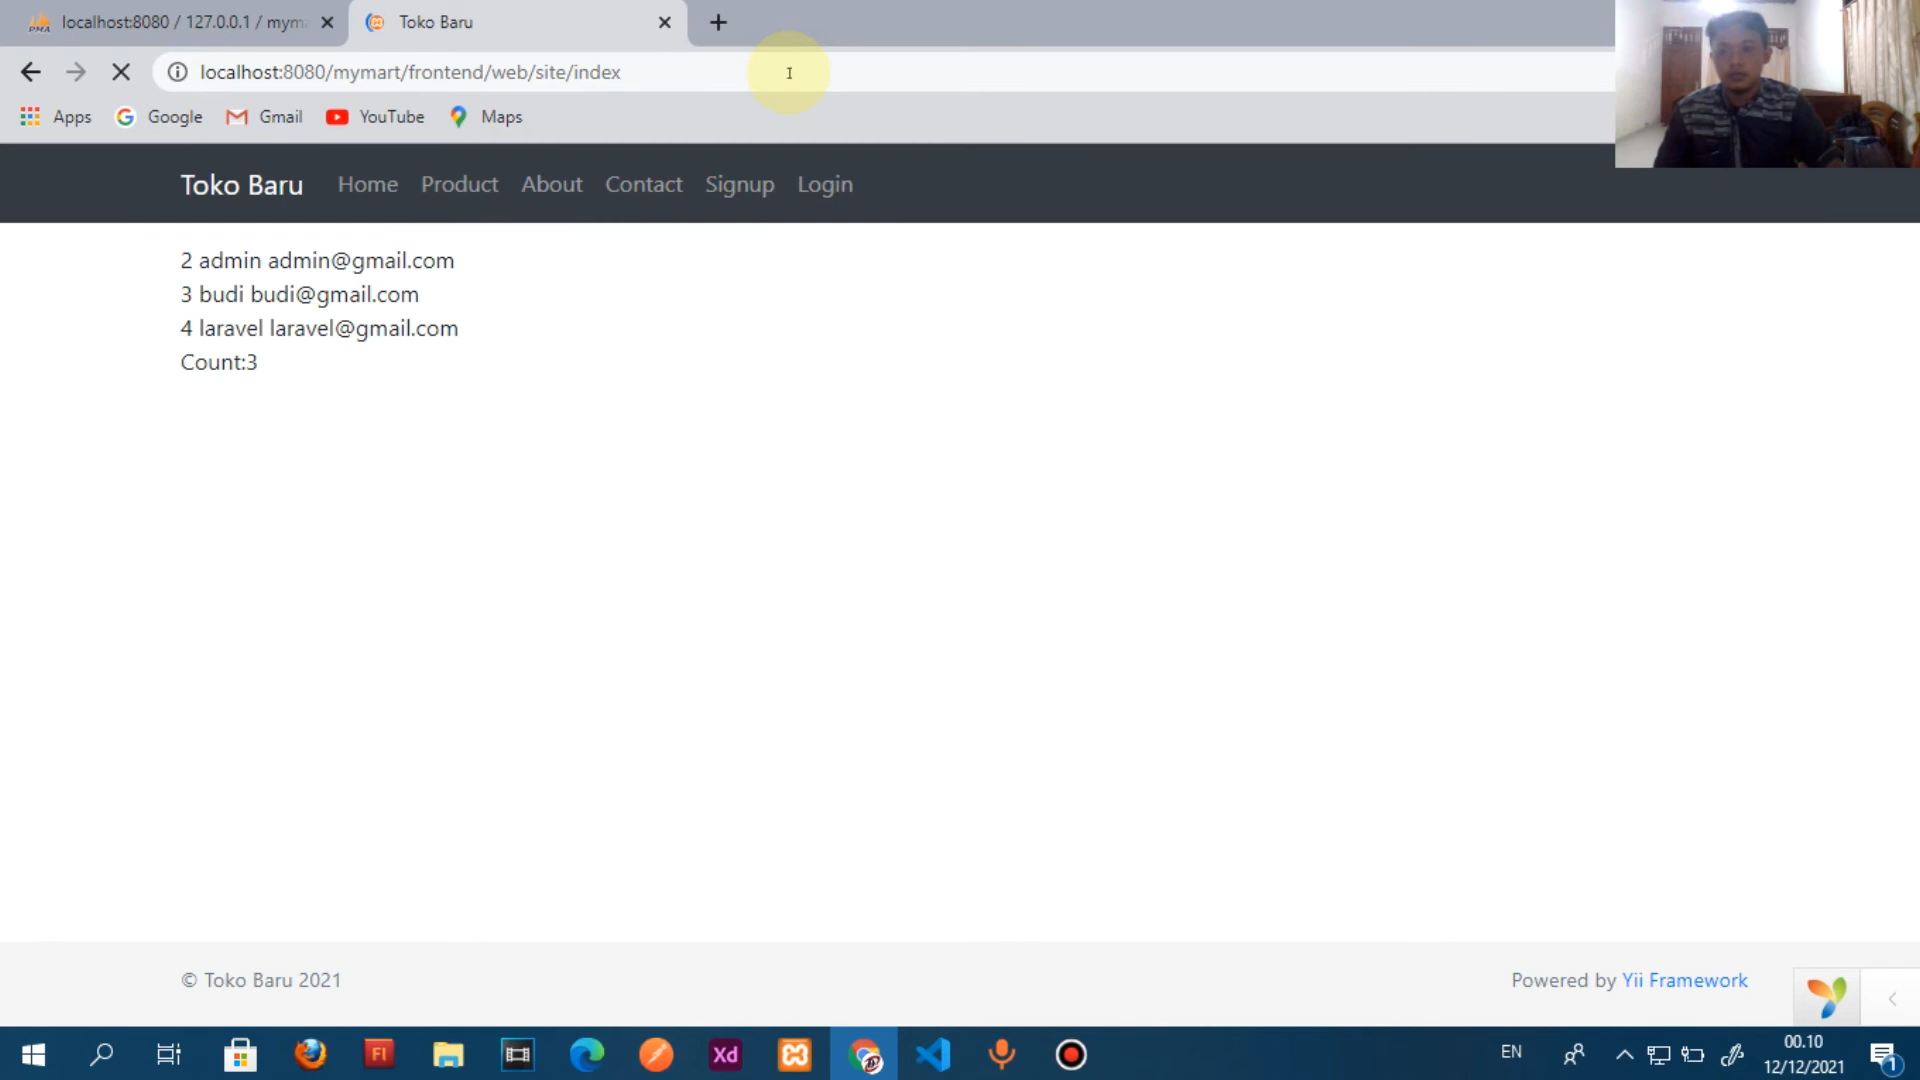 localhost:8080 / 127.0.0.1 / myma
Toko Baru
localhost:8080/mymart/frontend/web/site/index
Apps
Google
Gmail
YouTube
Maps
Toko Baru
Home
Product
About
Contact
Signup
Login
2 admin admin@gmail.com
3 budi budi@gmail.com
4 laravel laravel@gmail.com
Count:3
© Toko Baru 2021
Powered by Yii Framework
Fl
Xd
EN
00.10
12/12/2021
1